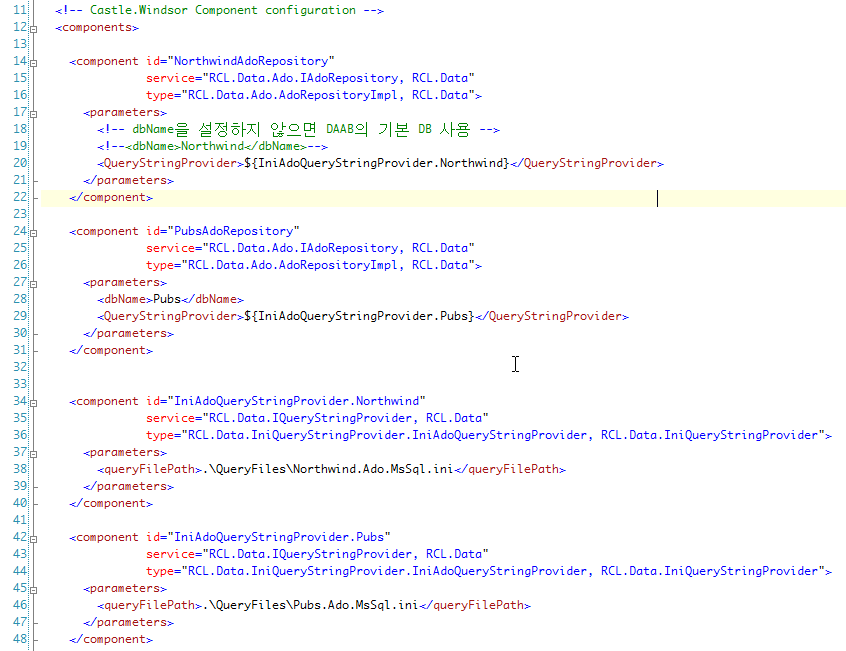 11 <!-- Castle.Windsor Component configuration -->
12 <components>
13
14 <component id="NorthwindAdoRepository"
15 service="RCL.Data.Ado.IAdoRepository, RCL.Data"
16 type="RCL.Data.Ado.AdoRepositoryImpl, RCL.Data">
17 <parameters>
18 <!-- dbName을 설정하지 않으면 DAAB의 기본 DB 사용 -->
19 <!--<dbName>Northwind</dbName>-->
20 <QueryStringProvider>${IniAdoQueryStringProvider.Northwind}</QueryStringProvider>
21 </parameters>
22 </component>
23
24 <component id="PubsAdoRepository"
25 service="RCL.Data.Ado.IAdoRepository, RCL.Data"
26 type="RCL.Data.Ado.AdoRepositoryImpl, RCL.Data">
27 <parameters>
28 <dbName>Pubs</dbName>
29 <QueryStringProvider>${IniAdoQueryStringProvider.Pubs}</QueryStringProvider>
30 </parameters>
31 </component>
32
33
34 <component id="IniAdoQueryStringProvider.Northwind"
35 service="RCL.Data.IQueryStringProvider, RCL.Data"
36 type="RCL.Data.IniQueryStringProvider.IniAdoQueryStringProvider, RCL.Data.IniQueryStringProvider">
37 <parameters>
38 <queryFilePath>.\QueryFiles\Northwind.Ado.MsSql.ini</queryFilePath>
39 </parameters>
40 </component>
41
42 <component id="IniAdoQueryStringProvider.Pubs"
43 service="RCL.Data.IQueryStringProvider, RCL.Data"
44 type="RCL.Data.IniQueryStringProvider.IniAdoQueryStringProvider, RCL.Data.IniQueryStringProvider">
45 <parameters>
46 <queryFilePath>.\QueryFiles\Pubs.Ado.MsSql.ini</queryFilePath>
47 </parameters>
48 </component>